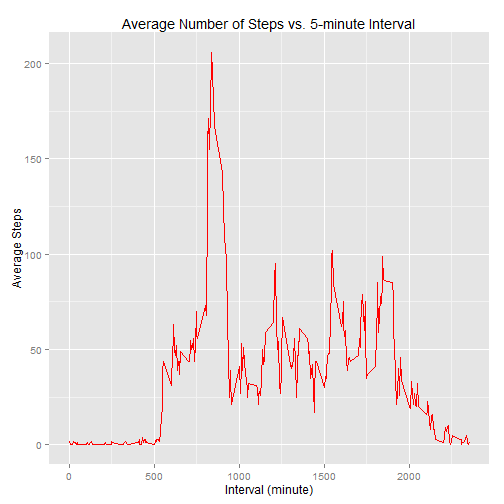 Average Number of Steps vs. 5-minute Interval
Average Steps
200
150
100
50
0
0 500 1000 1500 2000
Interval (minute)